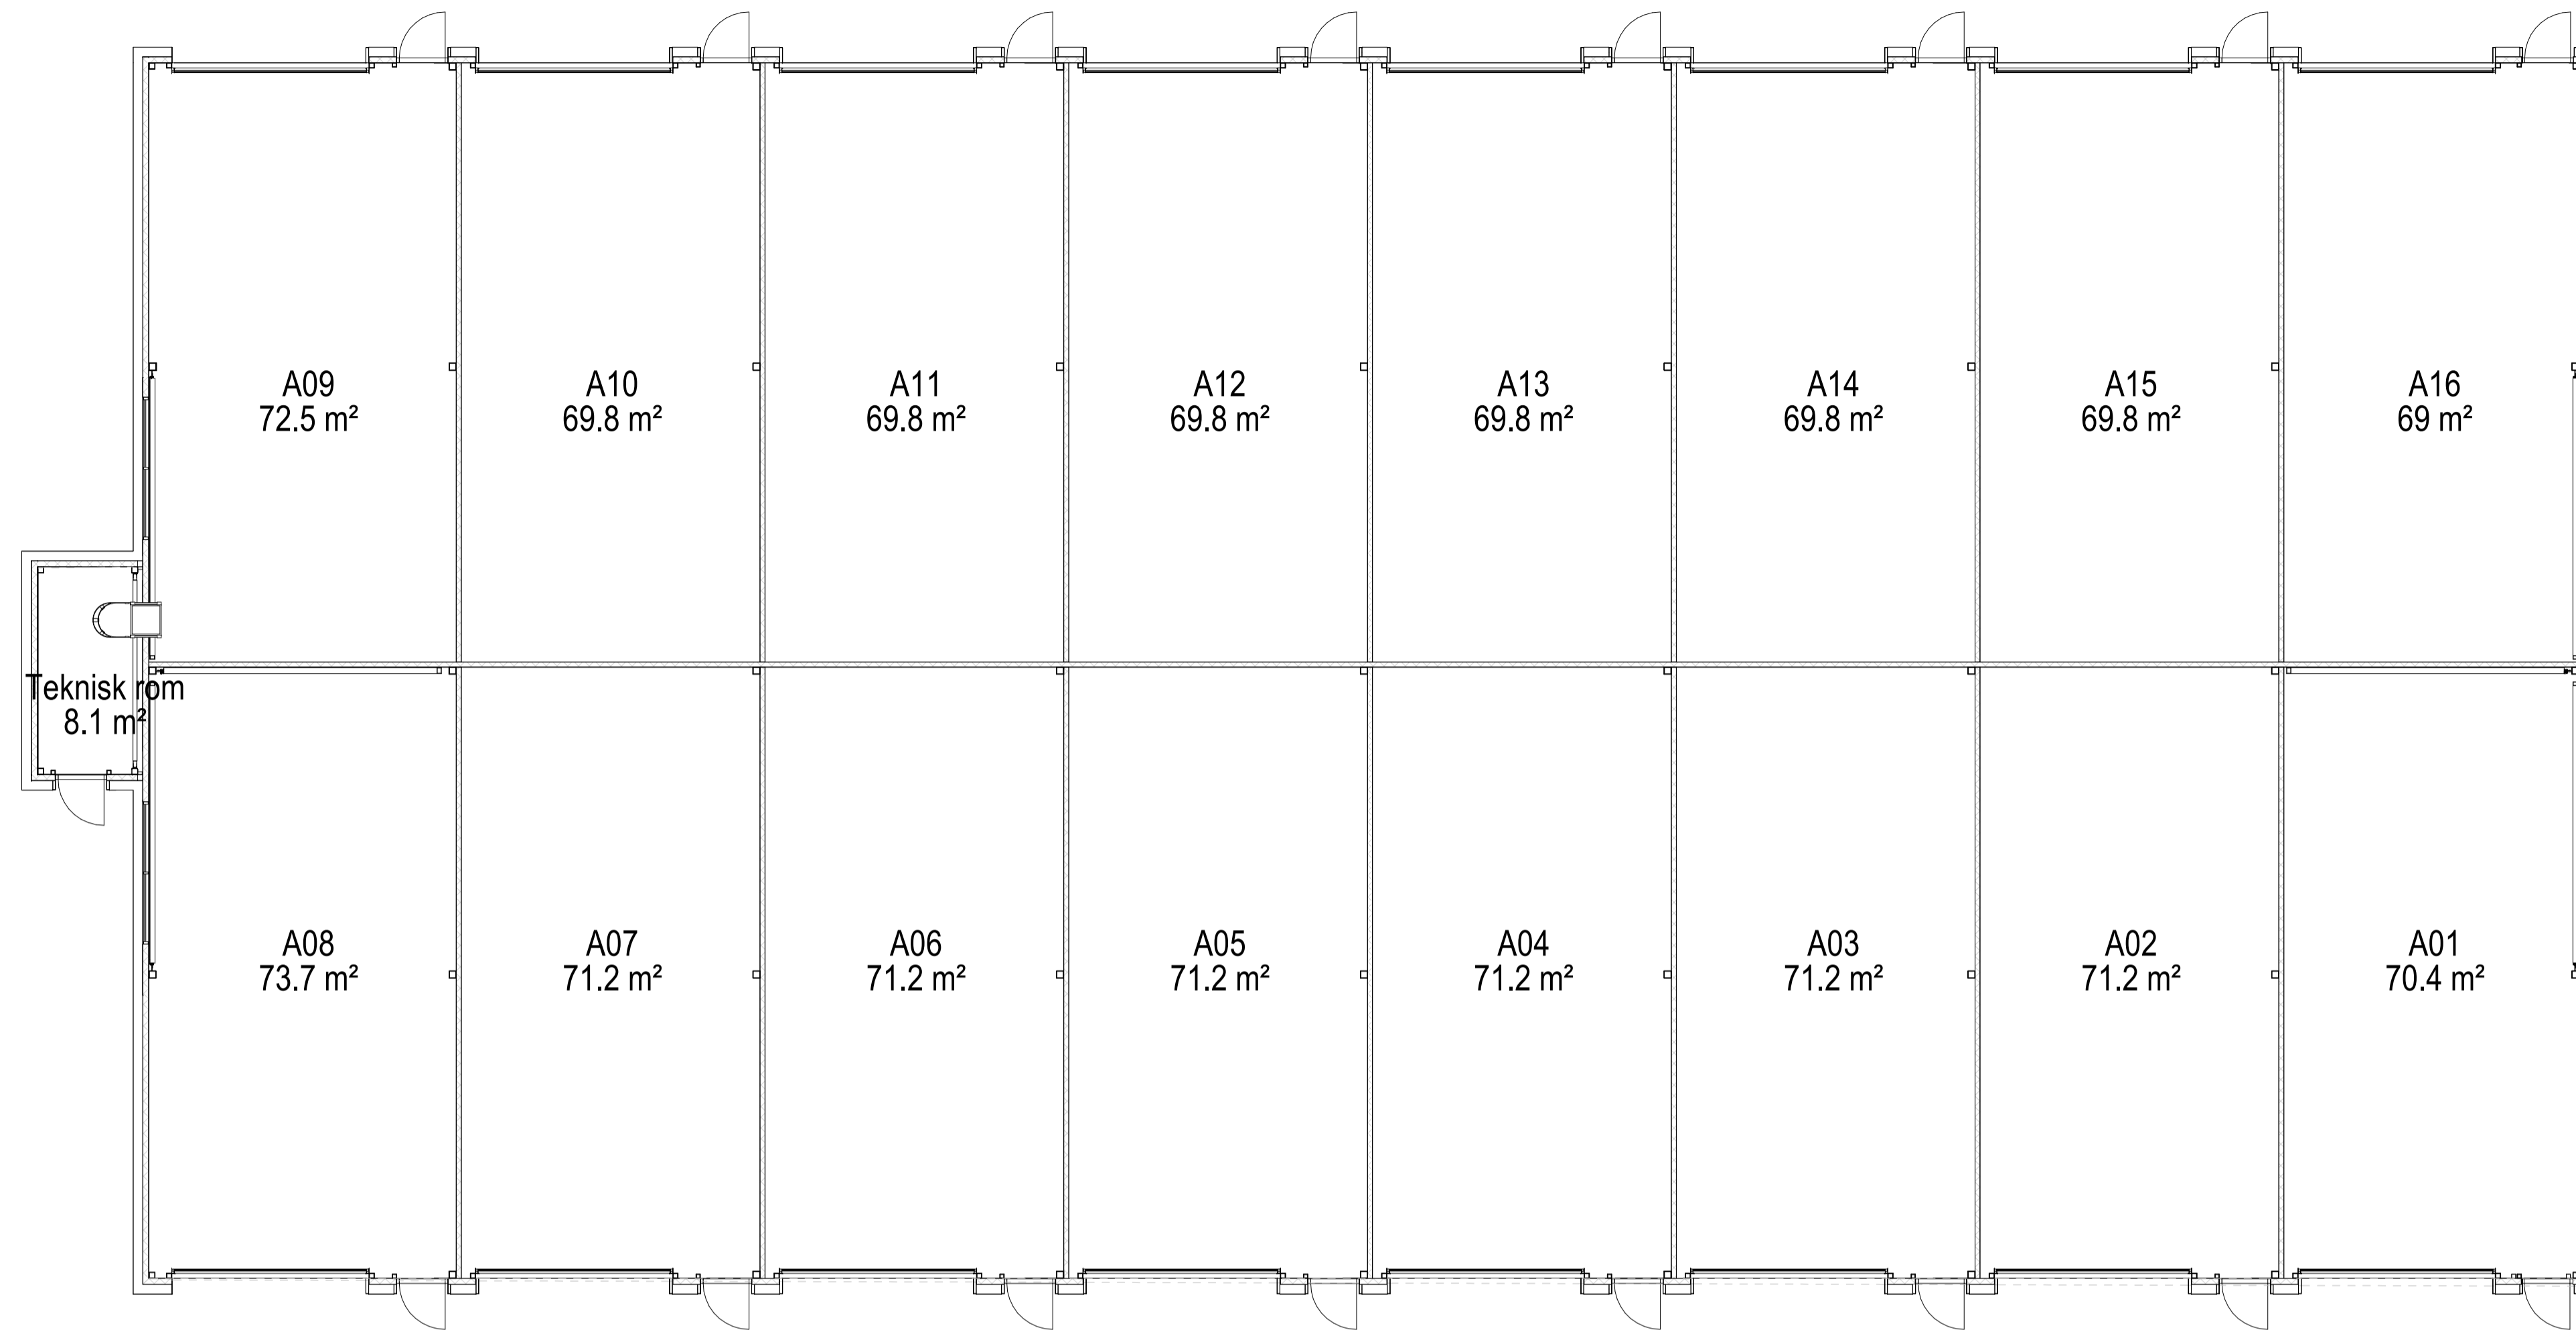 A09
72.5 m²
A10
69.8 m²
A11
69.8 m²
A12
69.8 m²
A13
69.8 m²
A14
69.8 m²
A15
69.8 m²
A16
69 m²
Teknisk rom
8.1 m²
A08
73.7 m²
A07
71.2 m²
A06
71.2 m²
A05
71.2 m²
A04
71.2 m²
A03
71.2 m²
A02
71.2 m²
A01
70.4 m²